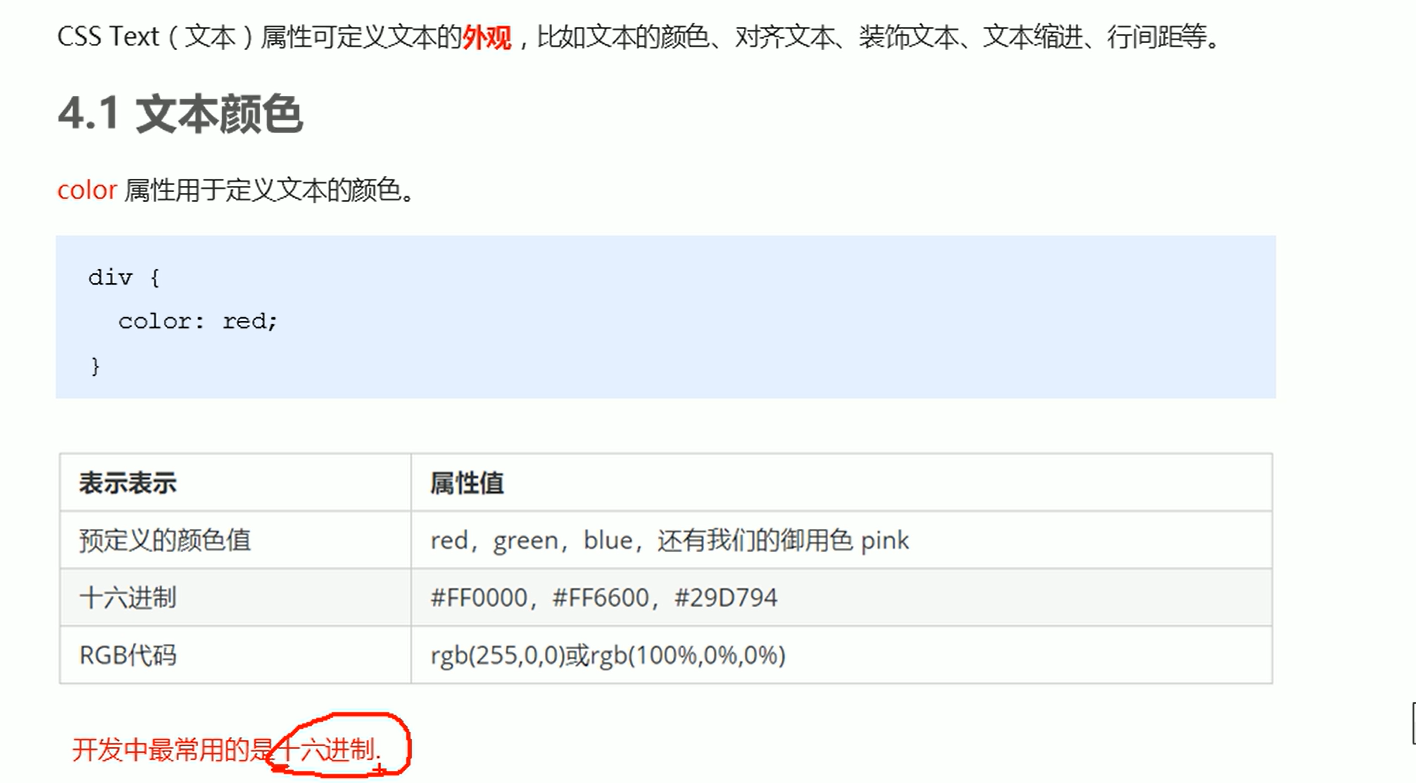 CSS Text（文本）属性可定义文本的外观，比如文本的颜色、对齐文本、装饰文本、文本缩进、行间距等。
4.1 文本颜色
color 属性用于定义文本的颜色。
div {
color: red;
}
表示表示 属性值
预定义的颜色值 red，green，blue，还有我们的御用色 pink
十六进制 #FF0000，#FF6600，#29D794
RGB代码 rgb(255,0,0)或rgb(100%,0%,0%)
开发中最常用的是十六进制.